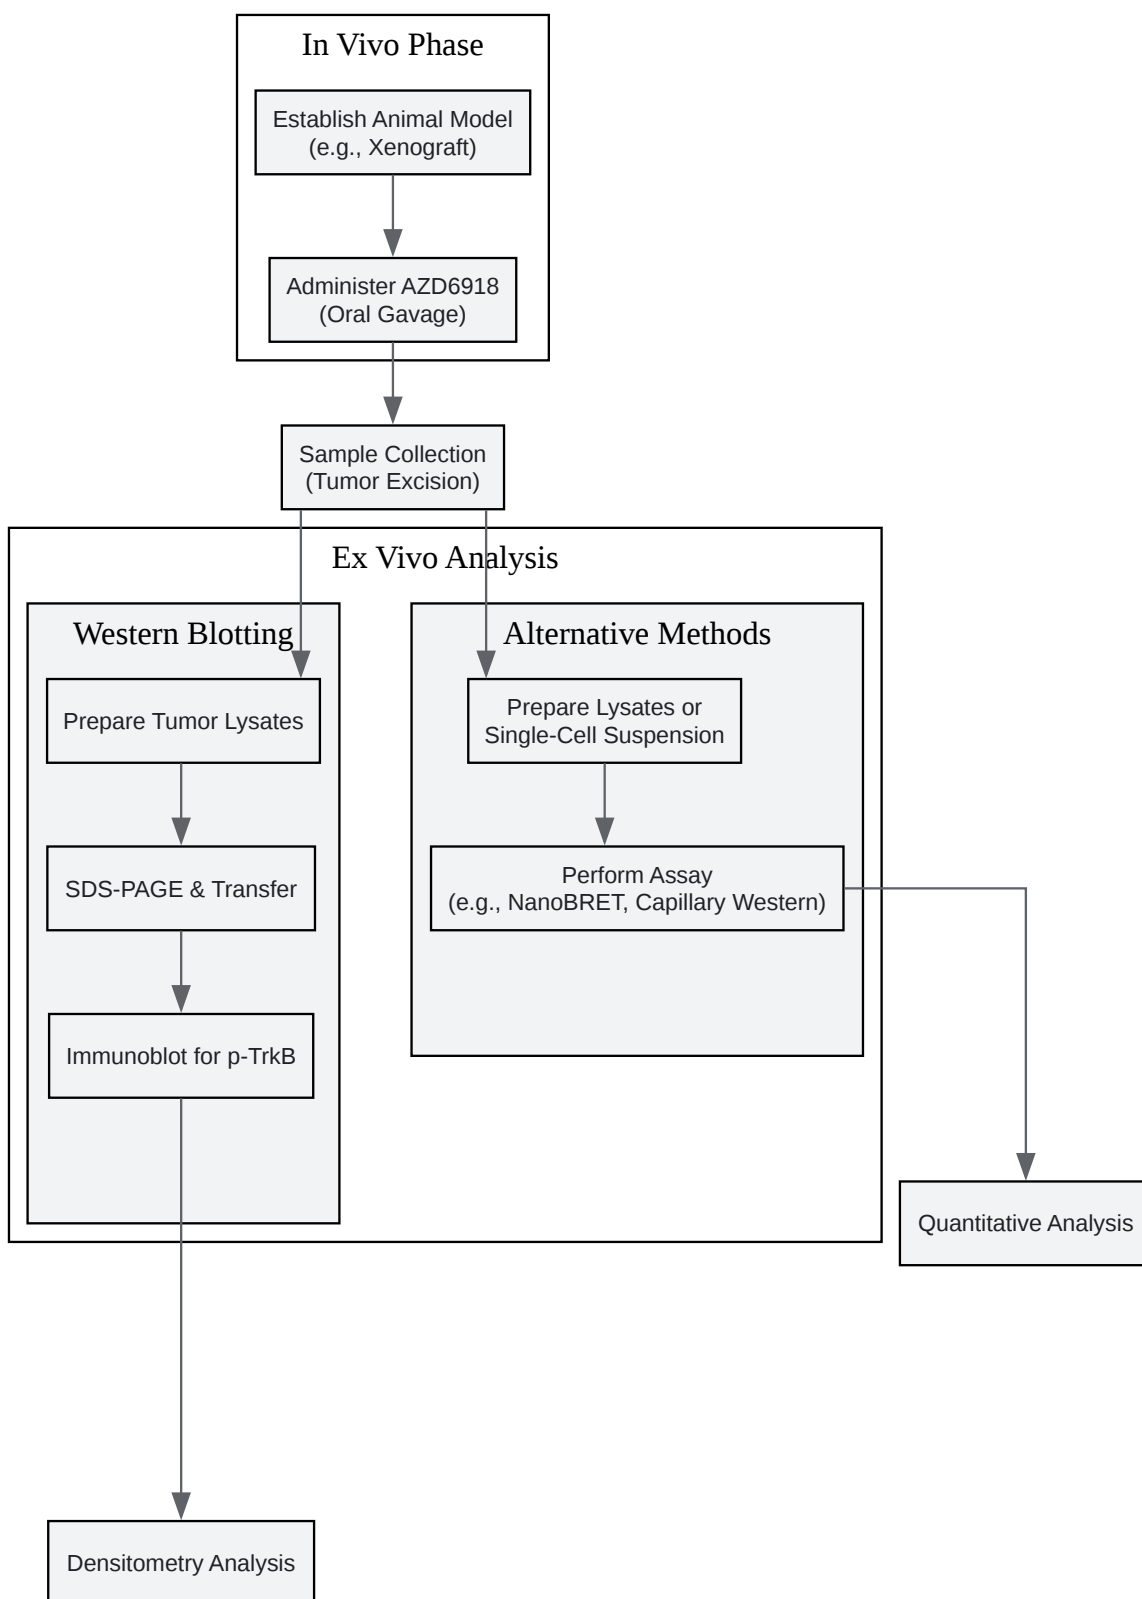 In Vivo Phase
Establish Animal Model
(e.g., Xenograft)
Administer AZD6918
(Oral Gavage)
Sample Collection
(Tumor Excision)
Ex Vivo Analysis
Western Blotting
Prepare Tumor Lysates
SDS-PAGE & Transfer
Immunoblot for p-TrkB
Alternative Methods
Prepare Lysates or
Single-Cell Suspension
Perform Assay
(e.g., NanoBRET, Capillary Western)
Quantitative Analysis
Densitometry Analysis